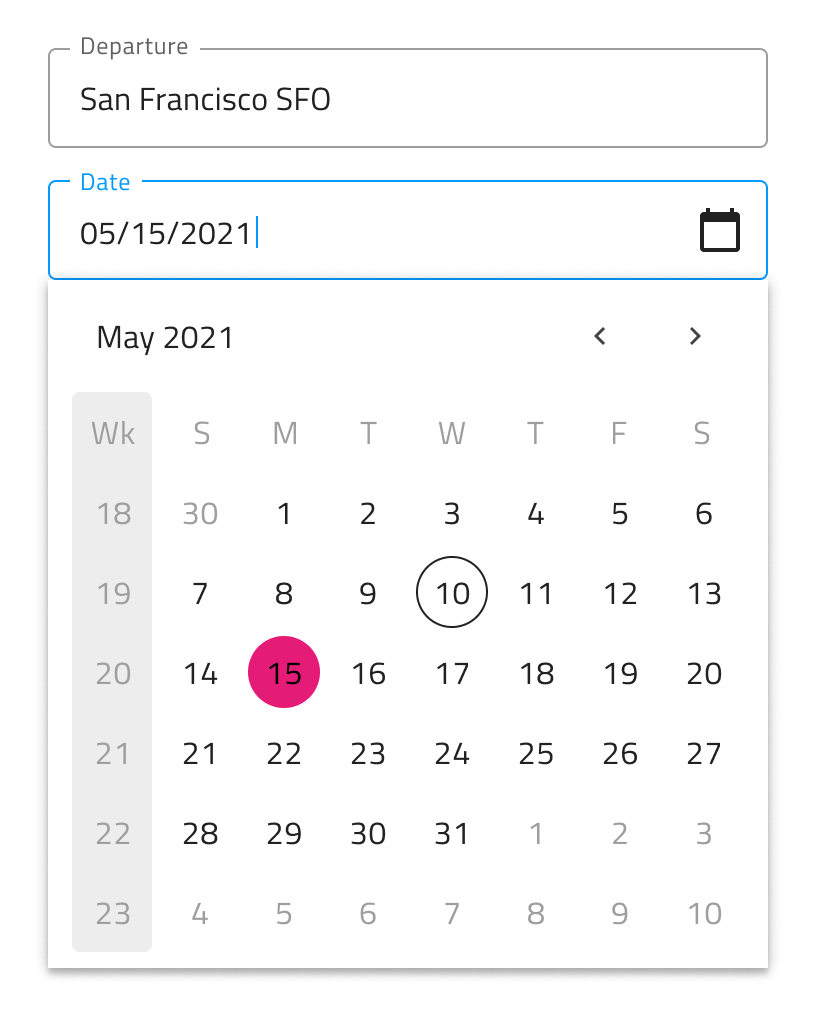 Departure
San Francisco SFO
Date
05/15/2021
May 2021
Wk S M T W T F S
18 30 1 2 3 4 5 6
19 7 8 9 10 11 12 13
20 14 15 16 17 18 19 20
21 21 22 23 24 25 26 27
22 28 29 30 31 1 2 3
23 4 5 6 7 8 9 10